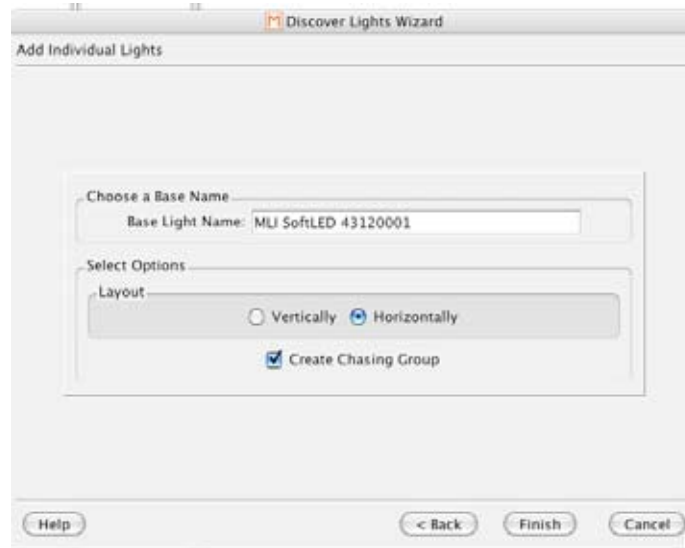 Discover Lights Wizard
Add Individual Lights
Choose a Base Name
Base Light Name: MLI SoftLED 43120001
Select Options
Layout
Vertically Horizontally
Create Chasing Group
Help < Back Finish Cancel